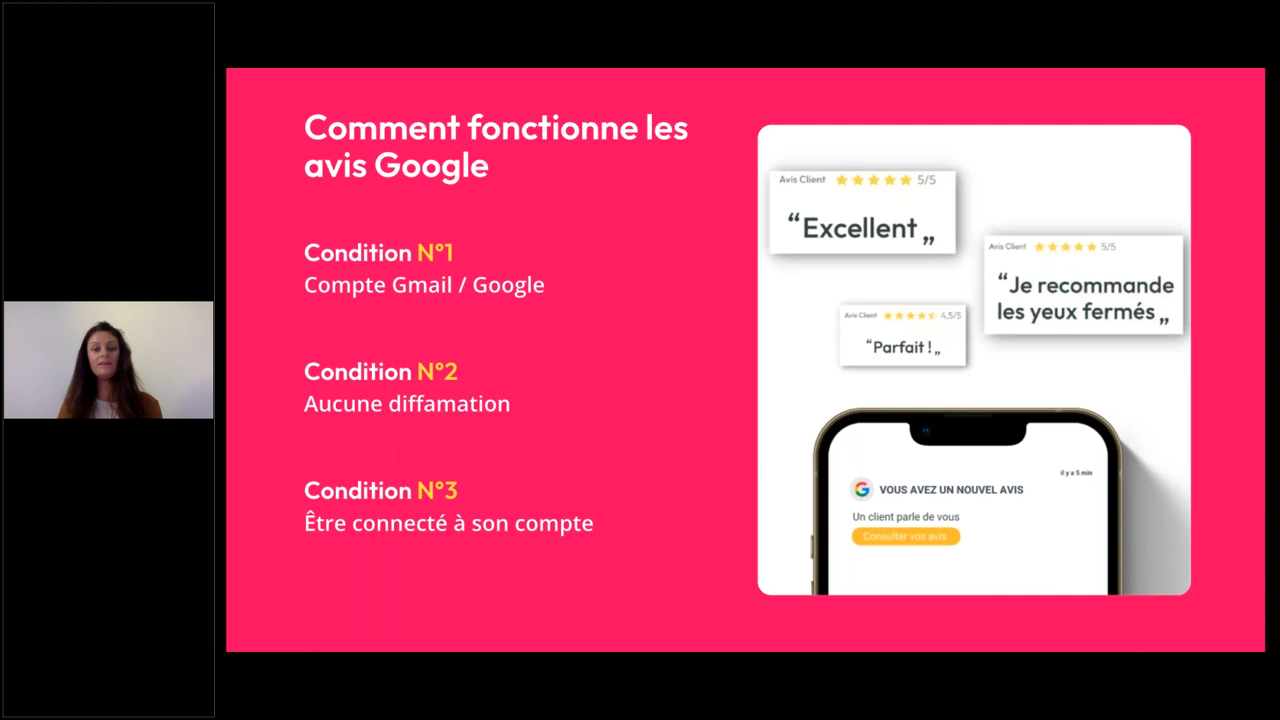 Comment fonctionne les
avis Google
Condition N°1
Compte Gmail / Google
Condition N°2
Aucune diffamation
Condition N°3
Être connecté à son compte
Avis Client 5/5
“Excellent„
Avis Client 5/5
“Je recommande
les yeux fermés„
Avis Client 4,5/5
“Parfait !„
il y a 5 min
VOUS AVEZ UN NOUVEL AVIS
Un client parle de vous
Consulter vos avis